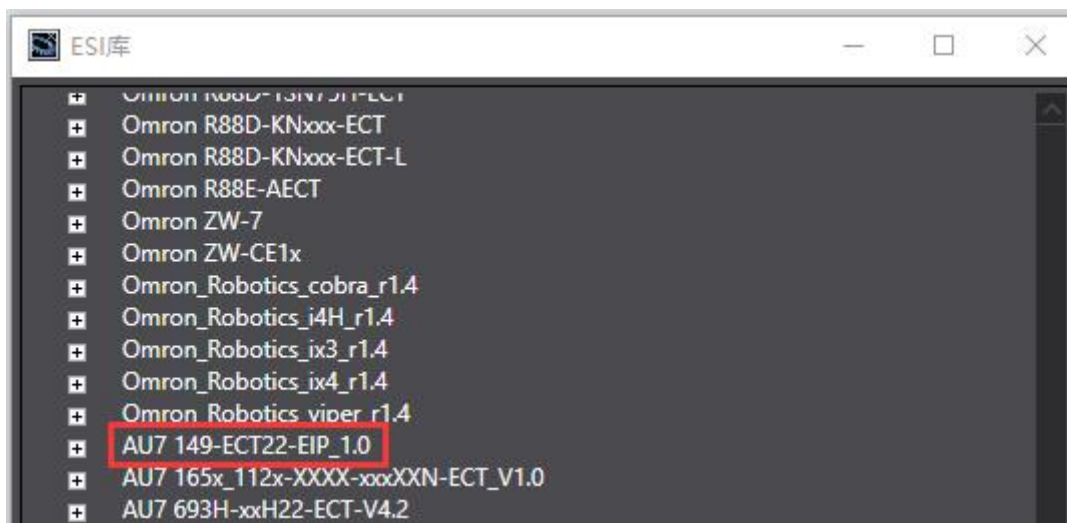 ESI库
Omron R88D-KNxxx-ECT
Omron R88D-KNxxx-ECT-L
Omron R88E-AECT
Omron ZW-7
Omron ZW-CE1x
Omron_Robotics_cobra_r1.4
Omron_Robotics_i4H_r1.4
Omron_Robotics_ix3_r1.4
Omron_Robotics_ix4_r1.4
Omron_Robotics_viper_r1.4
AU7 149-ECT22-EIP_1.0
AU7 165x_112x-XXXX-xxxXXN-ECT_V1.0
AU7 693H-xxH22-ECT-V4.2